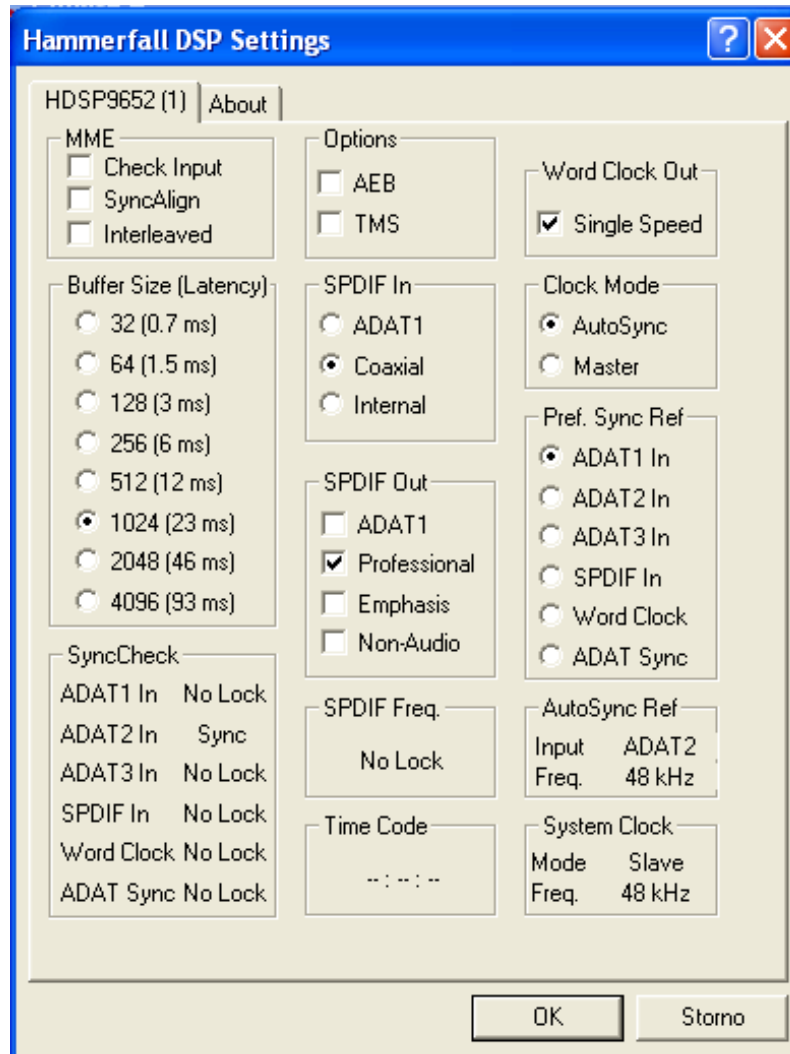 Hammerfall DSP Settings
HDSP9652 (1)
About
MME
Check Input
SyncAlign
Interleaved
Options
AEB
TMS
Word Clock Out
Single Speed
Buffer Size (Latency)
32 (0.7 ms)
64 (1.5 ms)
128 (3 ms)
256 (6 ms)
512 (12 ms)
1024 (23 ms)
2048 (46 ms)
4096 (93 ms)
SPDIF In
ADAT1
Coaxial
Internal
Clock Mode
AutoSync
Master
SPDIF Out
ADAT1
Professional
Emphasis
Non-Audio
Pref. Sync Ref
ADAT1 In
ADAT2 In
ADAT3 In
SPDIF In
Word Clock
ADAT Sync
SyncCheck
ADAT1 In No Lock
ADAT2 In Sync
ADAT3 In No Lock
SPDIF In No Lock
Word Clock No Lock
ADAT Sync No Lock
SPDIF Freq.
No Lock
AutoSync Ref
Input ADAT2
Freq. 48 kHz
Time Code
-- : -- : --
System Clock
Mode Slave
Freq. 48 kHz
OK
Storno